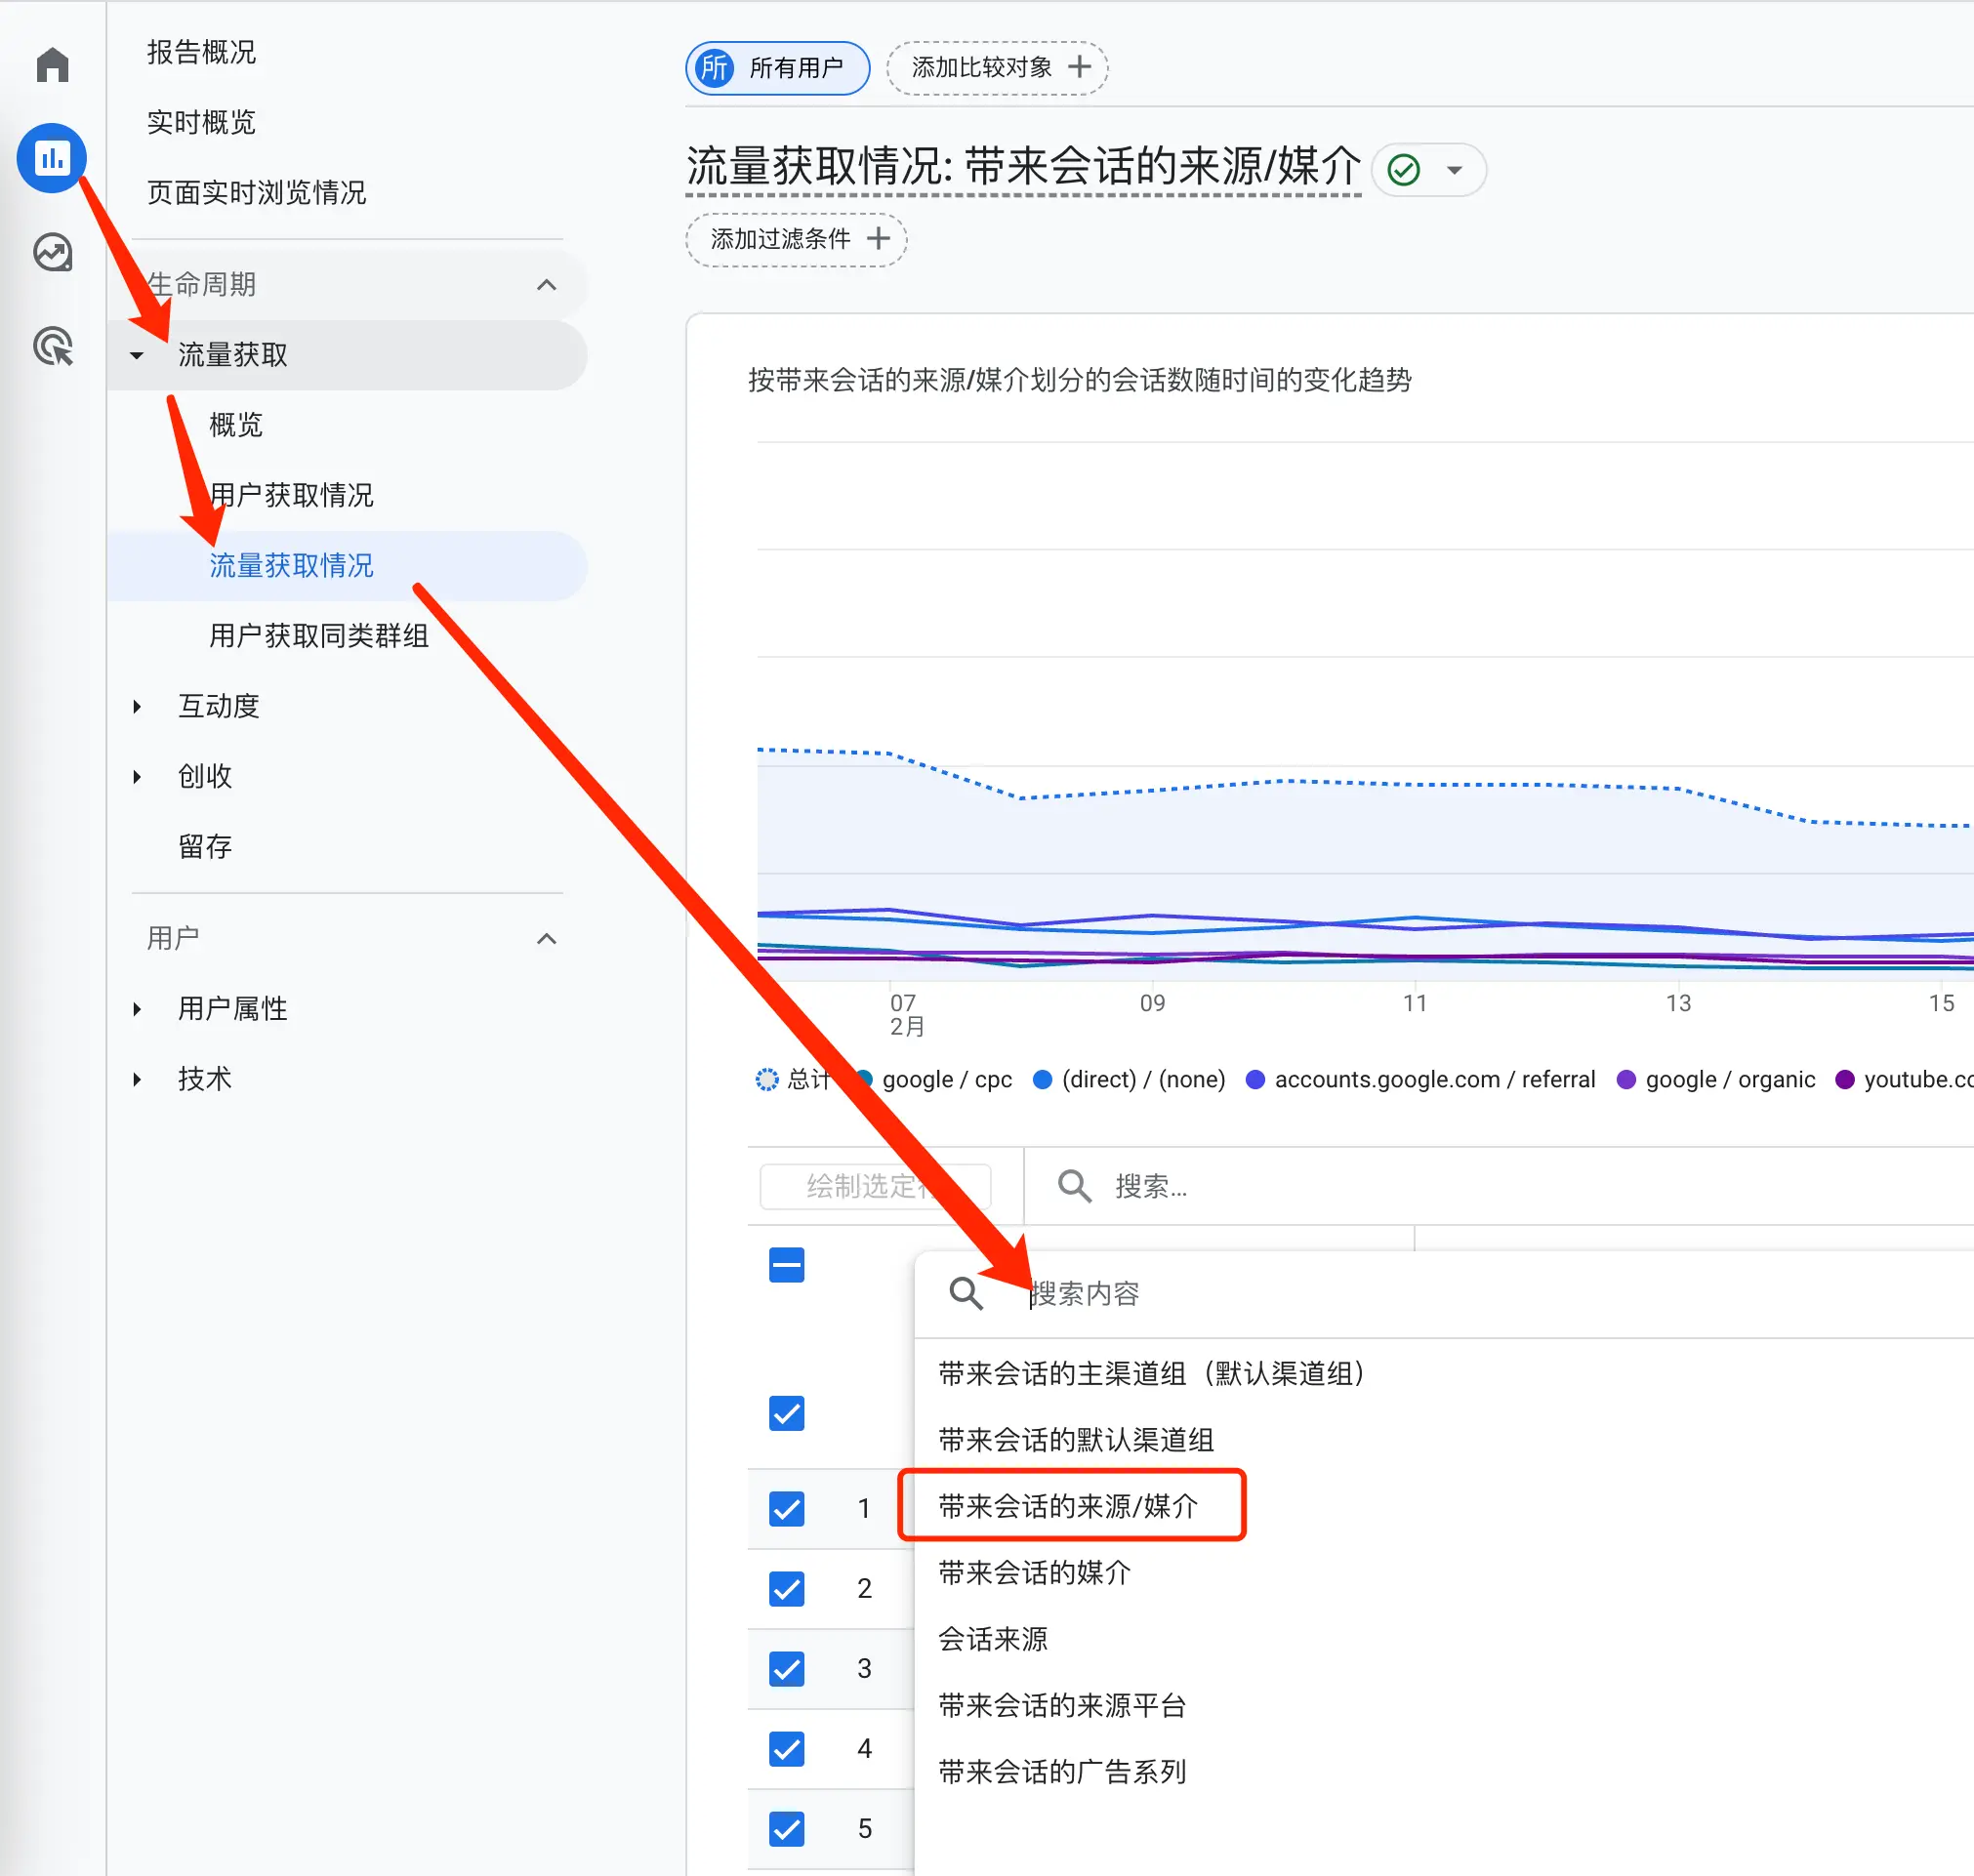 报告概况
实时概览
页面实时浏览情况
生命周期
流量获取
概览
用户获取情况
流量获取情况
用户获取同类群组
互动度
创收
留存
用户
用户属性
技术
所 所有用户 添加比较对象
流量获取情况: 带来会话的来源/媒介
添加过滤条件
按带来会话的来源/媒介划分的会话数随时间的变化趋势
07 09 11 13 15
2月
总计 google / cpc (direct) / (none) accounts.google.com / referral google / organic youtube.co
绘制选定 搜索...
搜索内容
带来会话的主渠道组（默认渠道组）
带来会话的默认渠道组
1 带来会话的来源/媒介
2 带来会话的媒介
会话来源
3
带来会话的来源平台
4
带来会话的广告系列
5